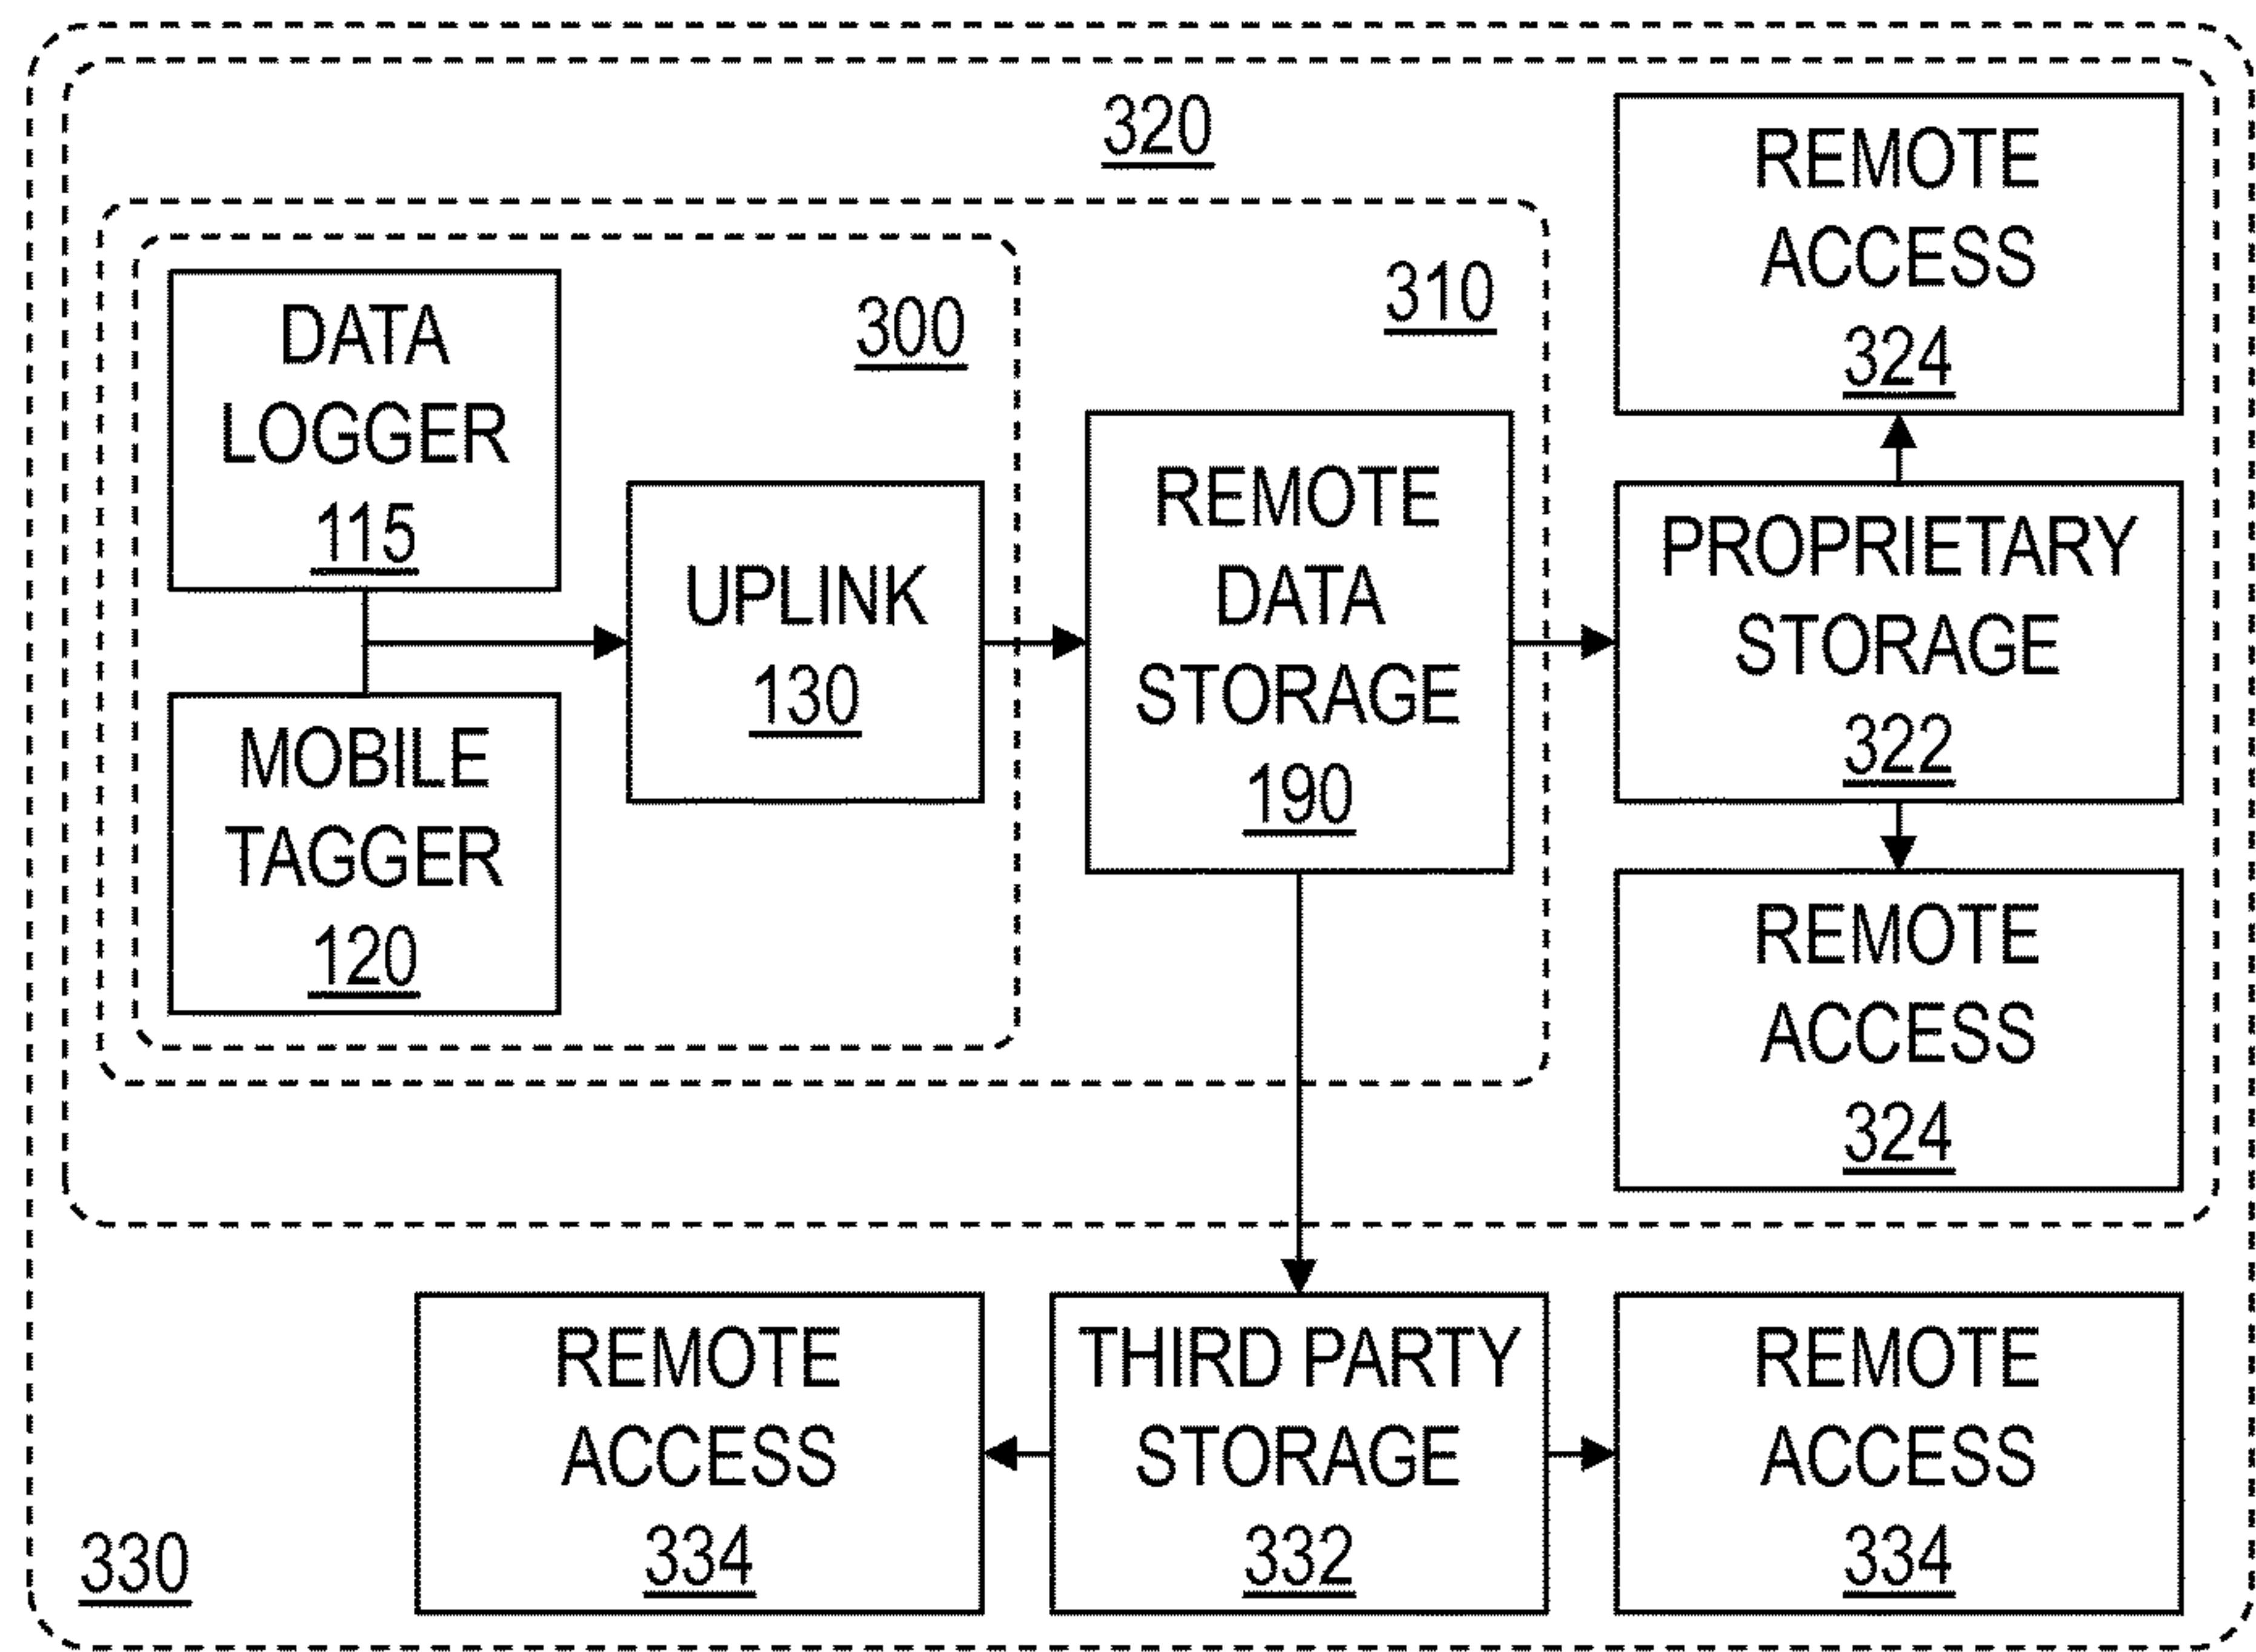 320
REMOTE
ACCESS
324
310
300
DATA
LOGGER
115
MOBILE
TAGGER
120
UPLINK
130
REMOTE
DATA
STORAGE
190
PROPRIETARY
STORAGE
322
REMOTE
ACCESS
324
REMOTE
ACCESS
334
THIRD PARTY
STORAGE
332
REMOTE
ACCESS
334
330